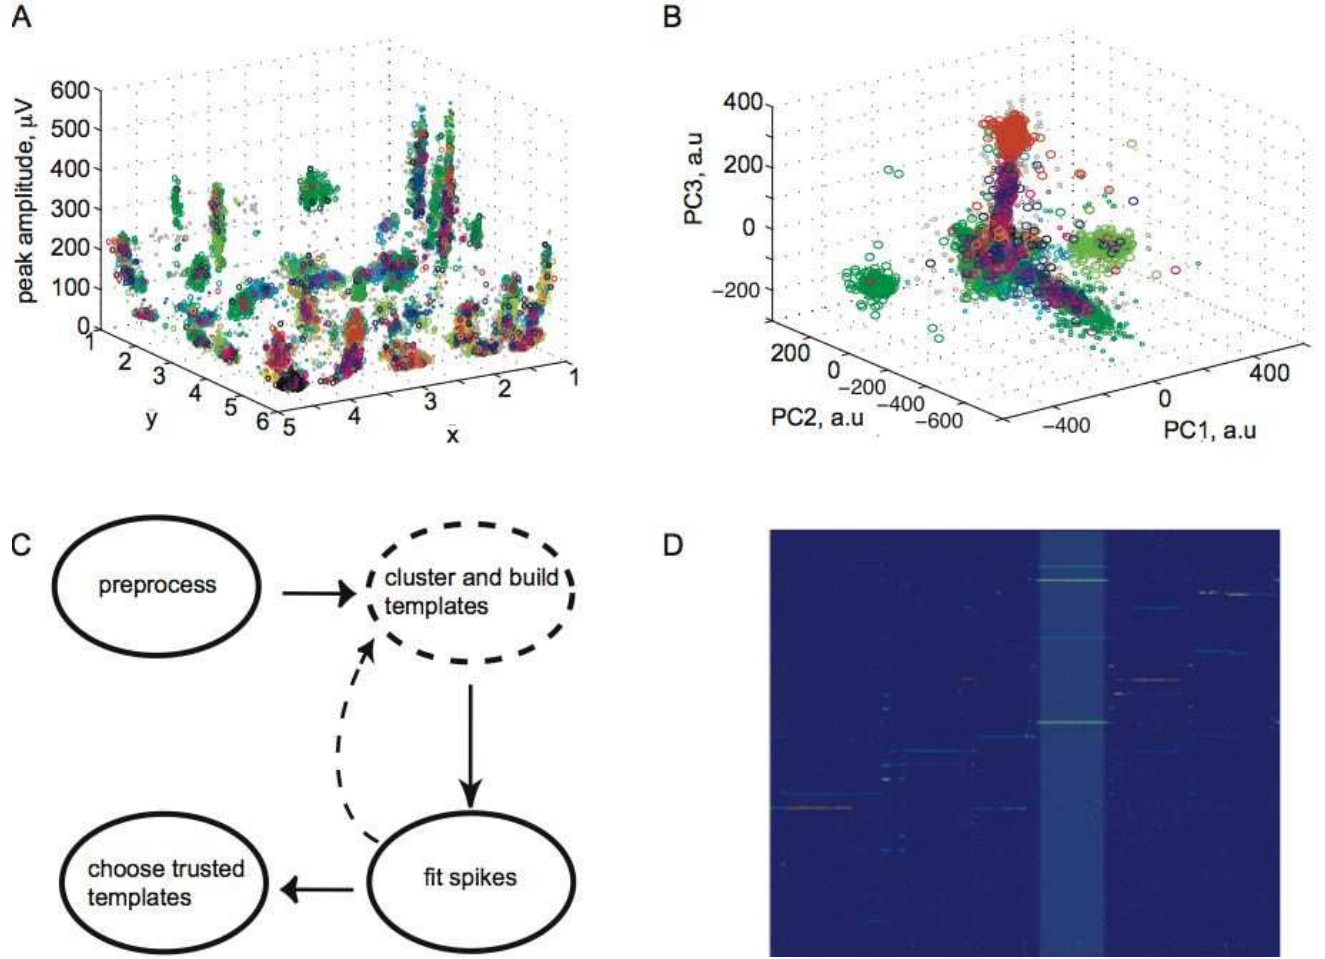 A
600
500
400
300
200
100
0
peak amplitude, µV
1
2
3
4
5
6
ȳ
5
4
3
2
1
x̄
B
400
200
0
−200
PC3, a.u
200
0
−200
−400
−600
PC2, a.u
−400
0
400
PC1, a.u
C
preprocess
cluster and build
templates
choose trusted
templates
fit spikes
D